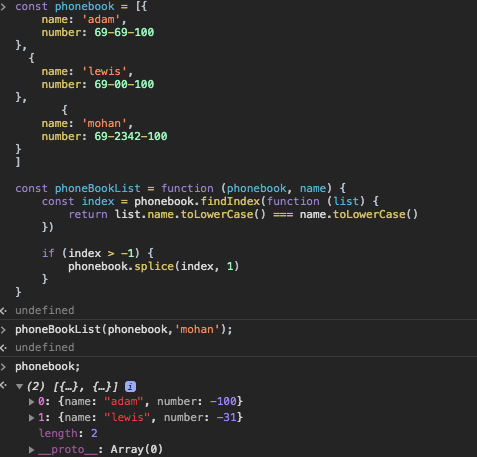 > const phonebook = [{
    name: 'adam',
    number: 69-69-100
},
  {
    name: 'lewis',
    number: 69-00-100
},
       {
    name: 'mohan',
    number: 69-2342-100
}
]

const phoneBookList = function (phonebook, name) {
    const index = phonebook.findIndex(function (list) {
        return list.name.toLowerCase() === name.toLowerCase()
    })

    if (index > -1) {
        phonebook.splice(index, 1)
    }
}
undefined
> phoneBookList(phonebook,'mohan');
undefined
> phonebook;
(2) [{…}, {…}] i
0: {name: "adam", number: -100}
1: {name: "lewis", number: -31}
length: 2
__proto__: Array(0)